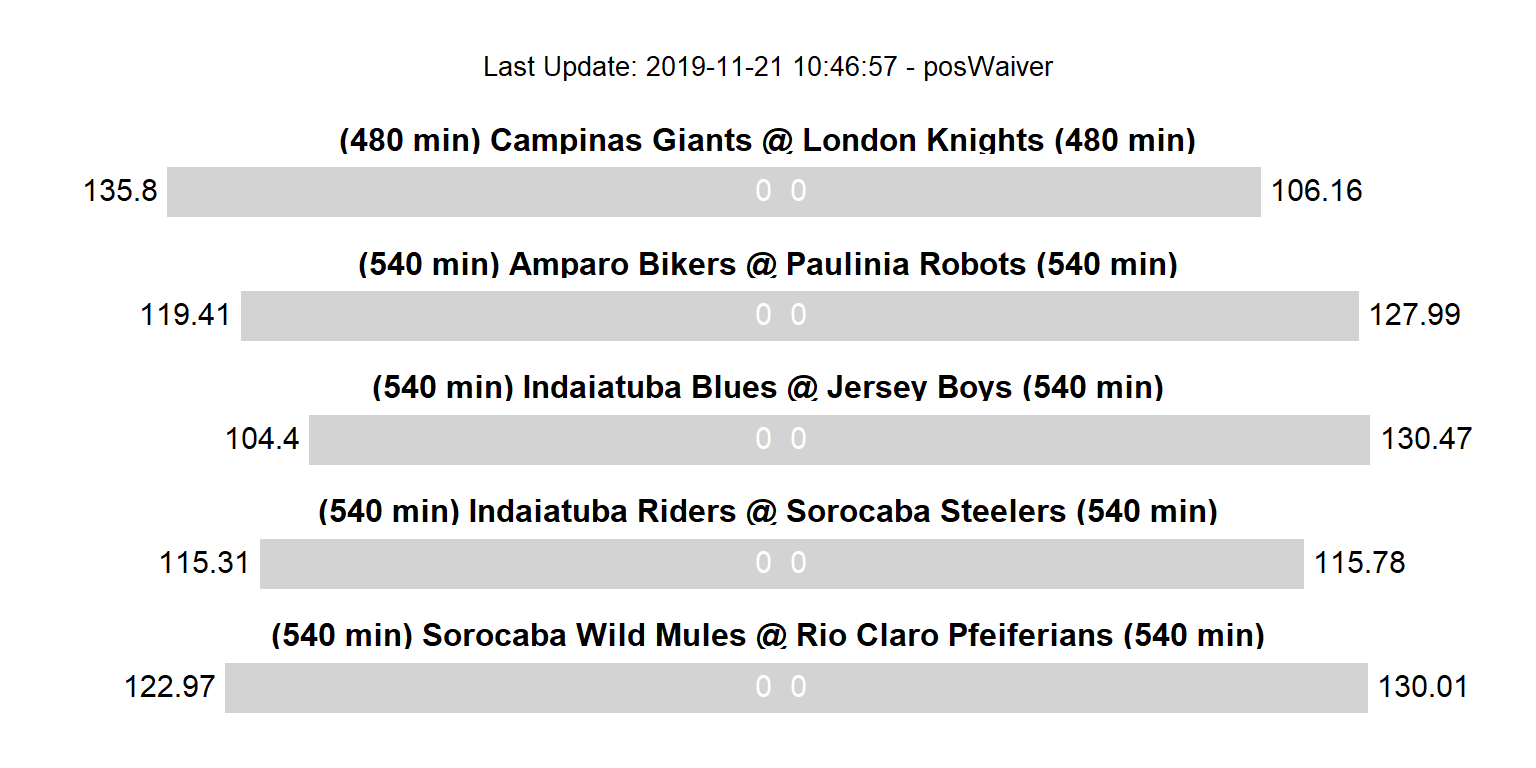 Last Update: 2019-11-21 10:46:57 - posWaiver
(480 min) Campinas Giants @ London Knights (480 min)
135.8 0 0 106.16
(540 min) Amparo Bikers @ Paulinia Robots (540 min)
119.41 0 0 127.99
(540 min) Indaiatuba Blues @ Jersey Boys (540 min)
104.4 0 0 130.47
(540 min) Indaiatuba Riders @ Sorocaba Steelers (540 min)
115.31 0 0 115.78
(540 min) Sorocaba Wild Mules @ Rio Claro Pfeiferians (540 min)
122.97 0 0 130.01